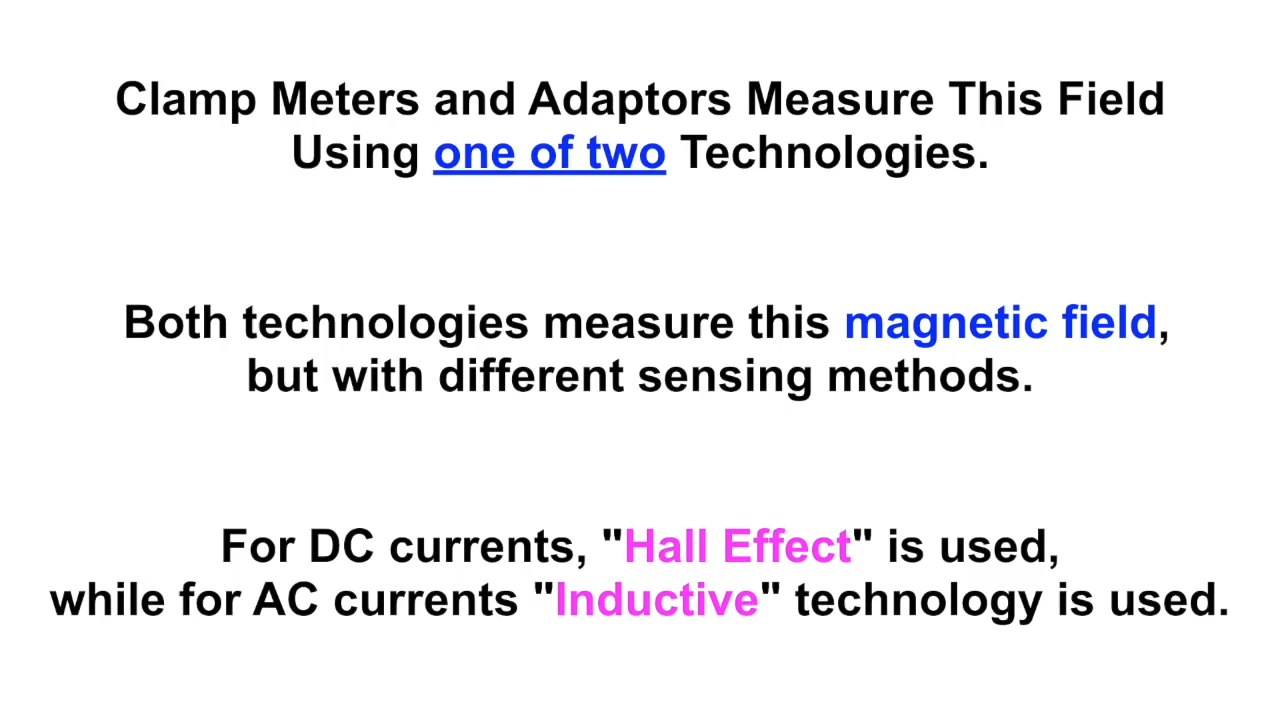 Clamp Meters and Adaptors Measure This Field
Using one of two Technologies.
Both technologies measure this magnetic field,
but with different sensing methods.
For DC currents, "Hall Effect" is used,
while for AC currents "Inductive" technology is used.